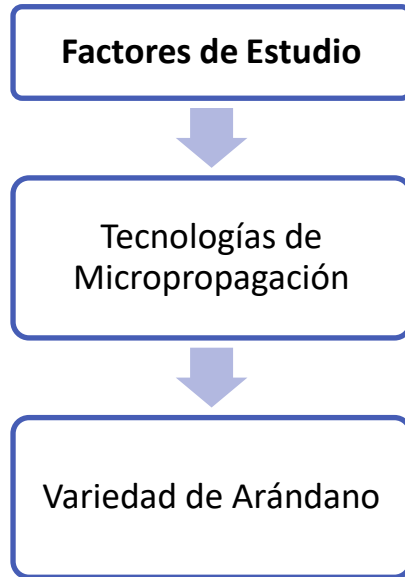 Factores de Estudio
Tecnologías de
Micropropagación
Variedad de Arándano